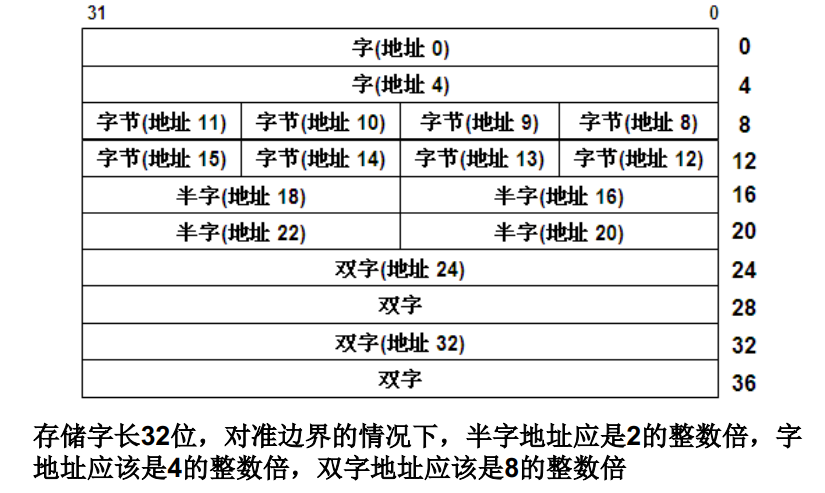 31 0
字(地址 0) 0
字(地址 4) 4
字节(地址 11) 字节(地址 10) 字节(地址 9) 字节(地址 8) 8
字节(地址 15) 字节(地址 14) 字节(地址 13) 字节(地址 12) 12
半字(地址 18) 半字(地址 16) 16
半字(地址 22) 半字(地址 20) 20
双字(地址 24) 24
双字 28
双字(地址 32) 32
双字 36
存储字长32位，对准边界的情况下，半字地址应是2的整数倍，字
地址应该是4的整数倍，双字地址应该是8的整数倍